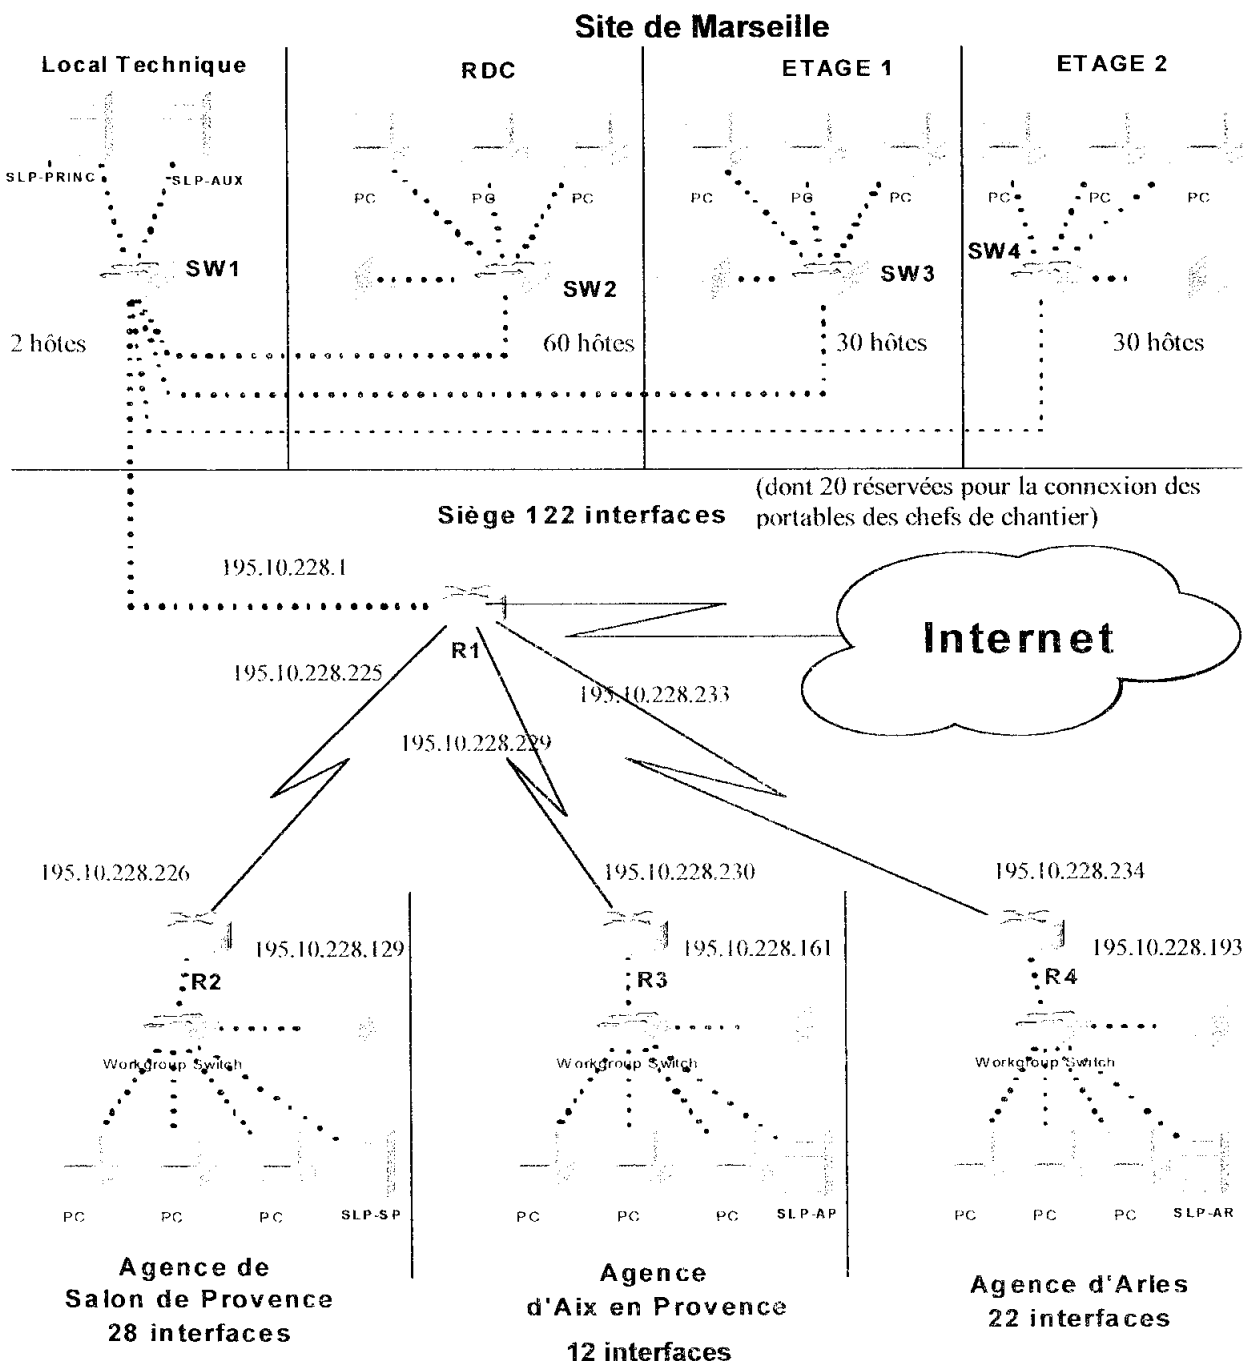 Site de Marseille
Local Technique
RDC
ETAGE 1
ETAGE 2
SLP-PRINC
SLP-AUX
PC
PC
PC
PC
PC
PC
PC
PC
PC
SW1
SW2
SW3
SW4
2 hôtes
60 hôtes
30 hôtes
30 hôtes
(dont 20 réservées pour la connexion des
portables des chefs de chantier)
Siège 122 interfaces
195.10.228.1
R1
Internet
195.10.228.225
195.10.228.233
195.10.228.229
195.10.228.226
195.10.228.230
195.10.228.234
195.10.228.129
195.10.228.161
195.10.228.193
R2
R3
R4
Workgroup Switch
Workgroup Switch
Workgroup Switch
PC
PC
PC
SLP-SP
PC
PC
PC
SLP-AP
PC
PC
PC
SLP-AR
Agence de
Salon de Provence
28 interfaces
Agence
d'Aix en Provence
12 interfaces
Agence d'Arles
22 interfaces